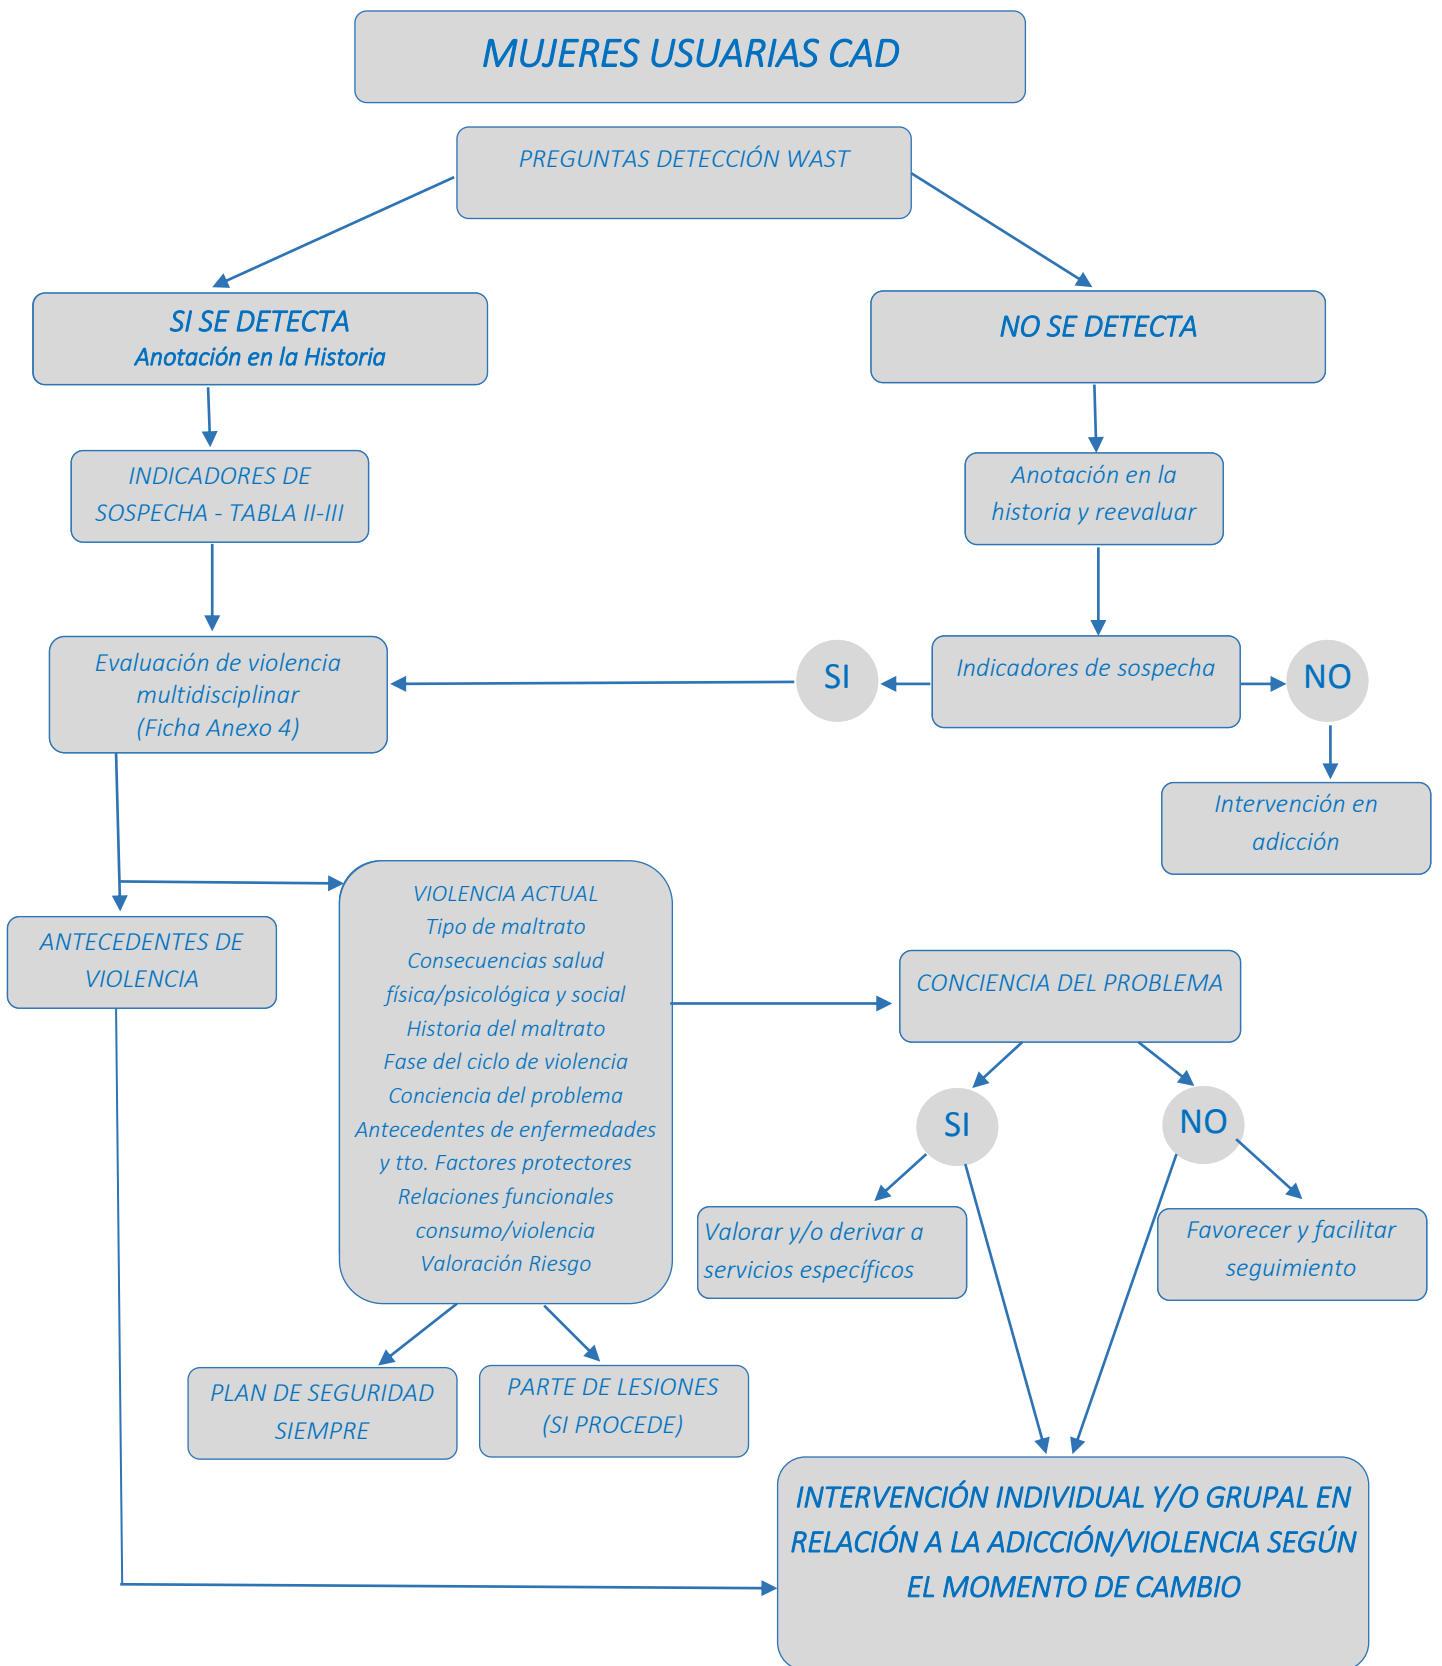 MUJERES USUARIAS CAD
PREGUNTAS DETECCIÓN WAST
SI SE DETECTA
Anotación en la Historia
NO SE DETECTA
INDICADORES DE
SOSPECHA - TABLA II-III
Anotación en la
historia y reevaluar
Evaluación de violencia
multidisciplinar
(Ficha Anexo 4)
SI
Indicadores de sospecha
NO
Intervención en
adicción
ANTECEDENTES DE
VIOLENCIA
VIOLENCIA ACTUAL
Tipo de maltrato
Consecuencias salud
física/psicológica y social
Historia del maltrato
Fase del ciclo de violencia
Conciencia del problema
Antecedentes de enfermedades
y tto. Factores protectores
Relaciones funcionales
consumo/violencia
Valoración Riesgo
CONCIENCIA DEL PROBLEMA
SI
NO
Valorar y/o derivar a
servicios específicos
Favorecer y facilitar
seguimiento
PLAN DE SEGURIDAD
SIEMPRE
PARTE DE LESIONES
(SI PROCEDE)
INTERVENCIÓN INDIVIDUAL Y/O GRUPAL EN
RELACIÓN A LA ADICCIÓN/VIOLENCIA SEGÚN
EL MOMENTO DE CAMBIO